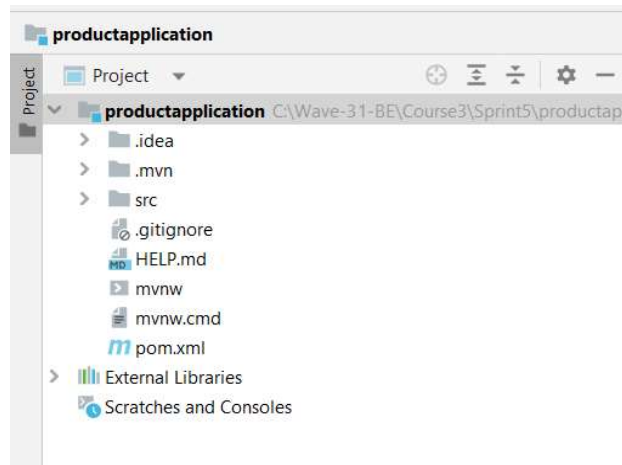 productapplication
Project
Project
productapplication C:\Wave-31-BE\Course3\Sprint5\productap
.idea
.mvn
src
.gitignore
MD HELP.md
mvnw
mvnw.cmd
m pom.xml
External Libraries
Scratches and Consoles